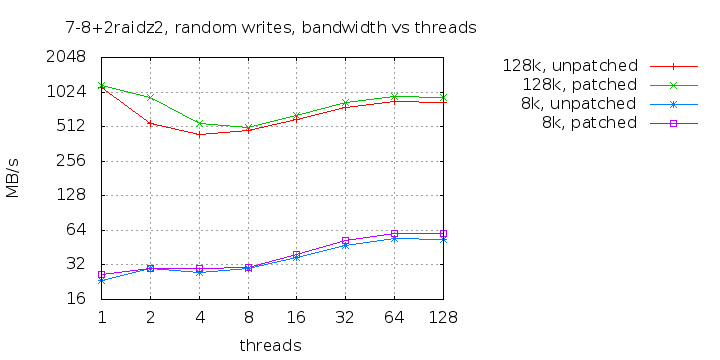 7-8+2raidz2, random writes, bandwidth vs threads
2048
1024
512
256
128
64
32
16
MB/s
1 2 4 8 16 32 64 128
threads
128k, unpatched
128k, patched
8k, unpatched
8k, patched